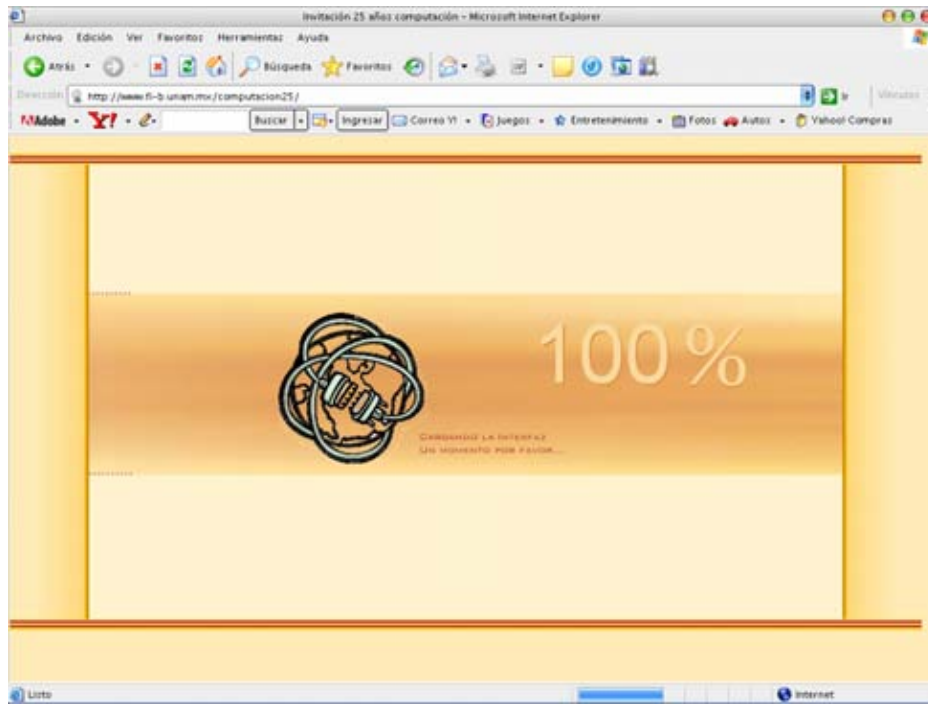 Invitación 25 años computación - Microsoft Internet Explorer
Archivo Edición Ver Favoritos Herramientas Ayuda
Atrás Búsqueda Favoritos
Dirección http://www.fi-b.unam.mx/computacion25/ Ir Vínculos
Adobe Y! Buscar Ingresar Correo Y! Juegos Entretenimiento Fotos Autos Yahoo! Compras
100%
Cargando la interfaz
Un momento por favor...
Listo Internet